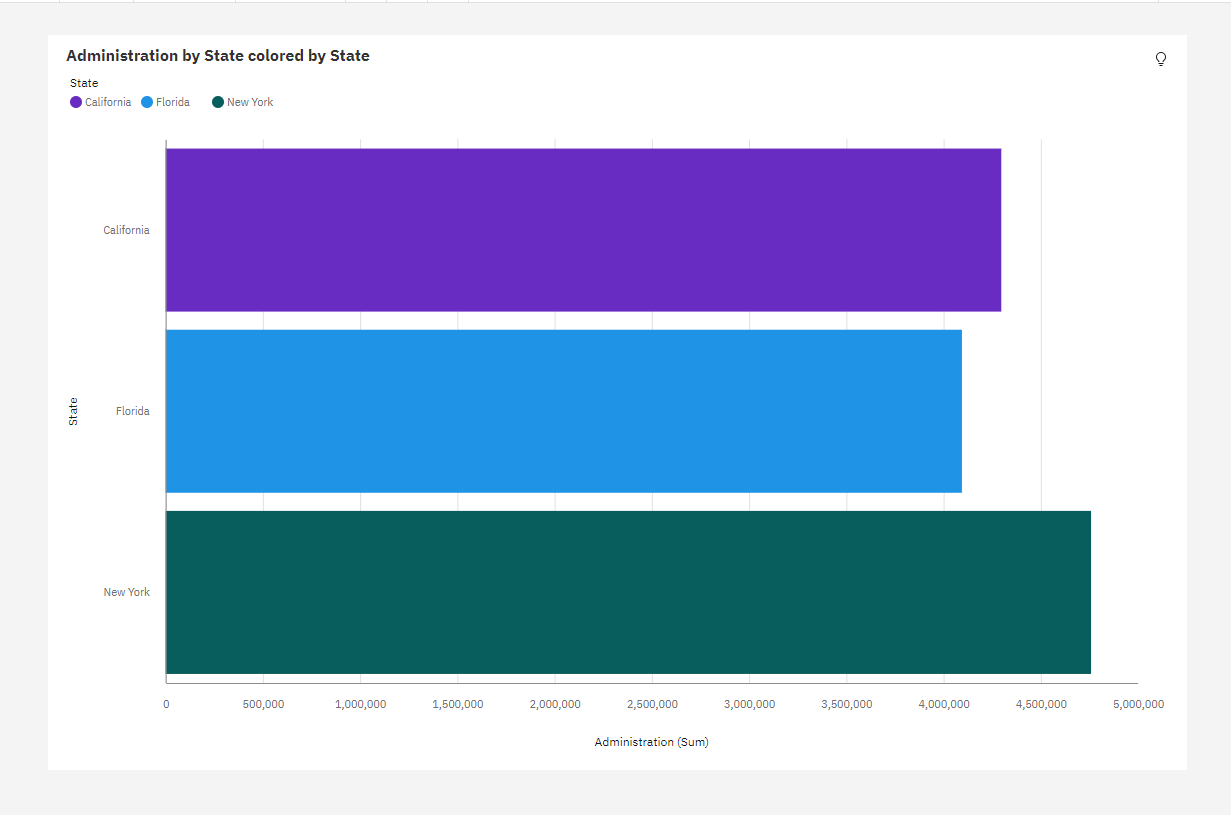 Administration by State colored by State
State
California Florida New York
California
Florida
New York
State
0 500,000 1,000,000 1,500,000 2,000,000 2,500,000 3,000,000 3,500,000 4,000,000 4,500,000 5,000,000
Administration (Sum)